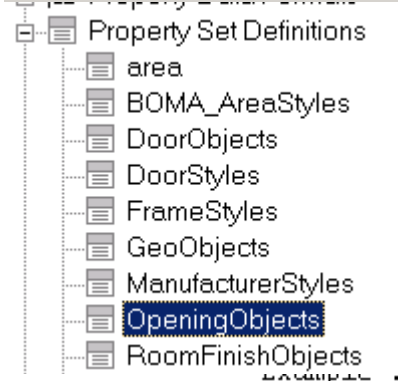 Property Set Definitions
area
BOMA_AreaStyles
DoorObjects
DoorStyles
FrameStyles
GeoObjects
ManufacturerStyles
OpeningObjects
RoomFinishObjects